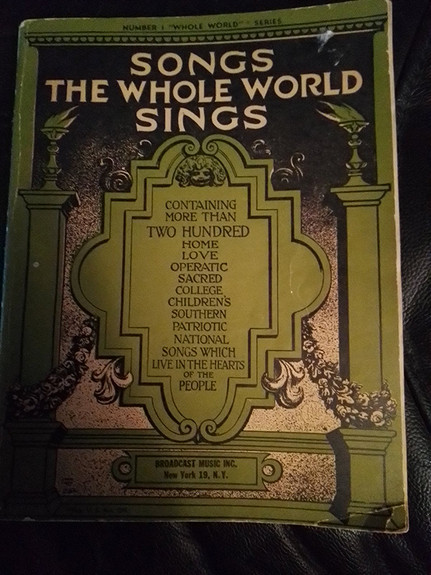 NUMBER 1 "WHOLE WORLD" SERIES
SONGS
THE WHOLE WORLD
SINGS
CONTAINING
MORE THAN
TWO HUNDRED
HOME
LOVE
OPERATIC
SACRED
COLLEGE
CHILDREN'S
SOUTHERN
PATRIOTIC
NATIONAL
SONGS WHICH
LIVE IN THE HEARTS
OF THE
PEOPLE
BROADCAST MUSIC INC.
New York 19, N.Y.